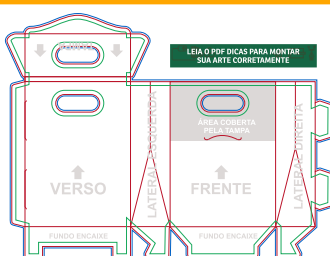 LEIA O PDF DICAS PARA MONTAR
SUA ARTE CORRETAMENTE
ÁREA COBERTA
PELA TAMPA
VERSO
LATERAL ESQUERDA
FRENTE
LATERAL DIREITA
FUNDO ENCAIXE
FUNDO ENCAIXE